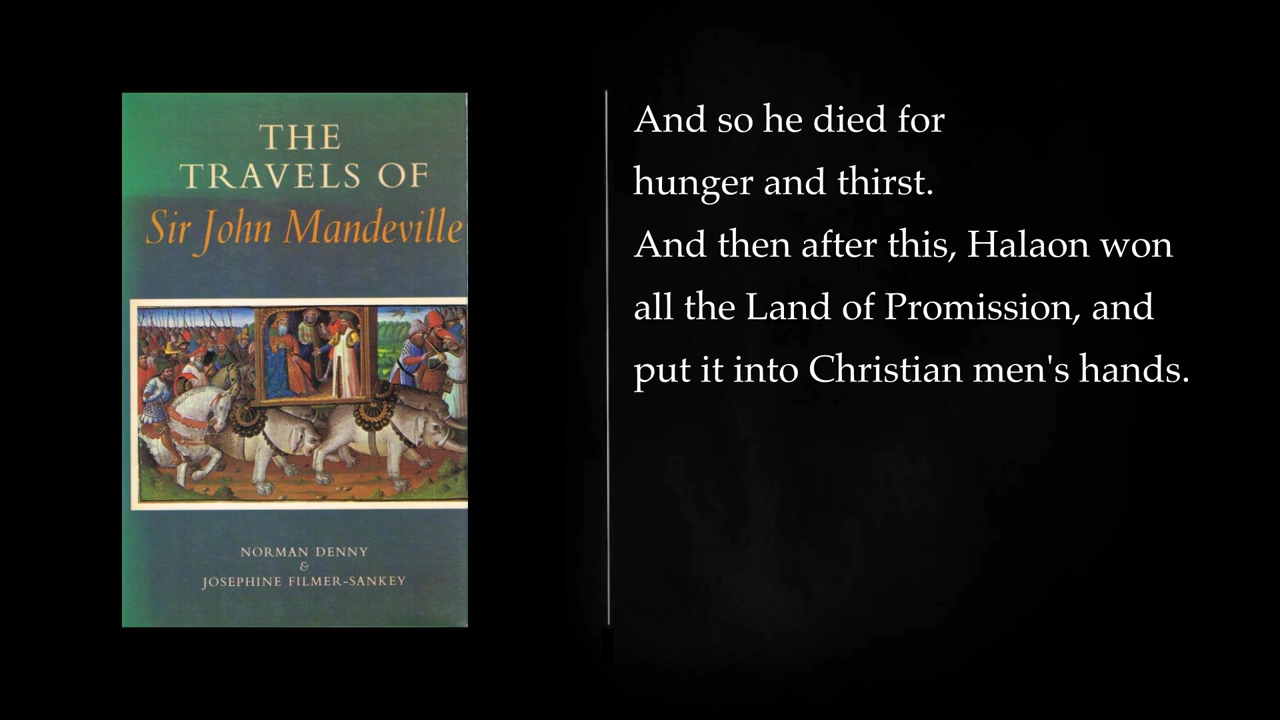 THE
TRAVELS OF
Sir John Mandeville
NORMAN DENNY
&
JOSEPHINE FILMER-SANKEY
And so he died for
hunger and thirst.
And then after this, Halaon won
all the Land of Promission, and
put it into Christian men's hands.